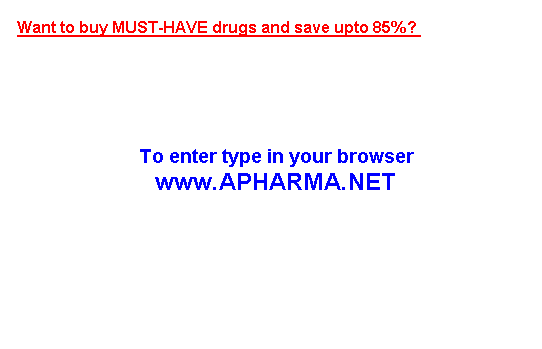 Want to buy MUST-HAVE drugs and save upto 85%?
To enter type in your browser
www.APHARMA.NET